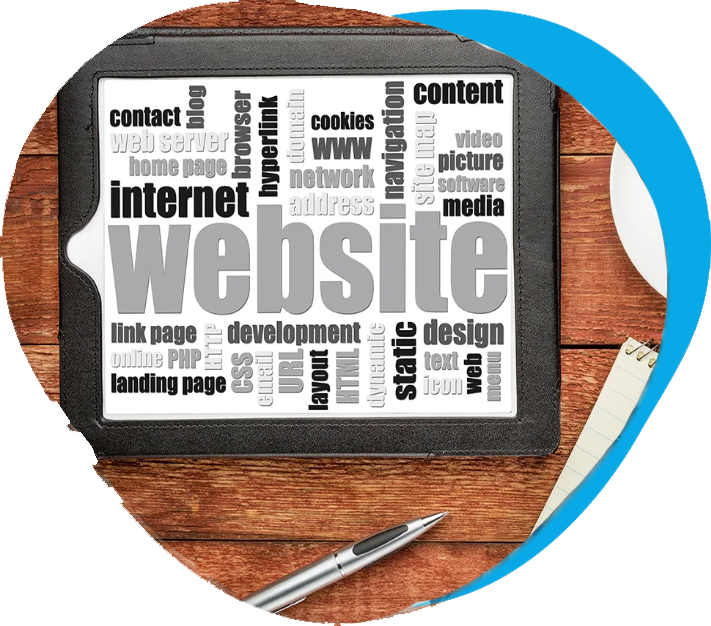 contact
blog
browser
hyperlink
domain
cookies
navigation
content
web server
www
site map
video
home page
network
picture
software
internet
address
media
website
link page
HTTP
development
static
design
online PHP
CSS
email
URL
layout
HTML
dynamic
text
web
menu
landing page
icon